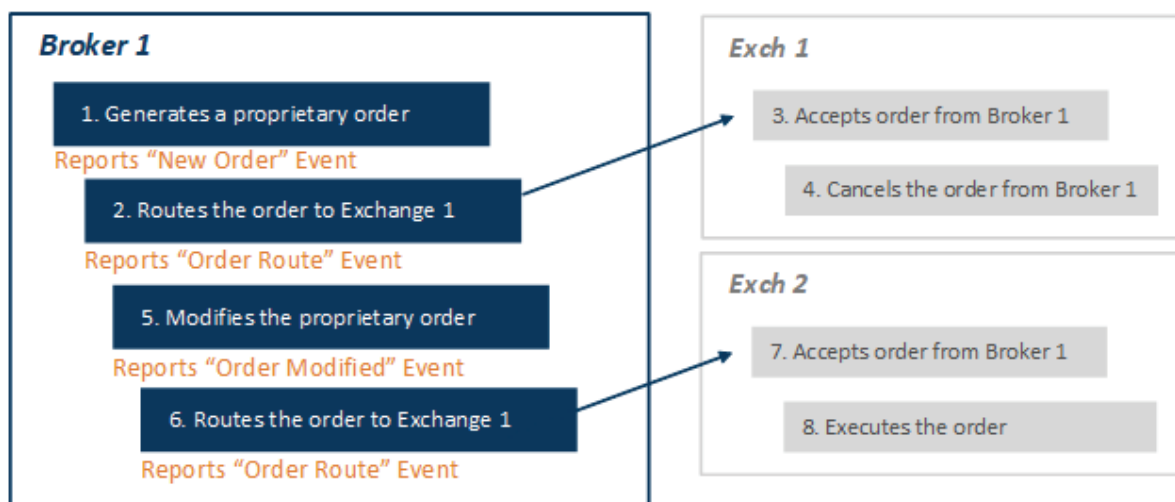 Broker 1
1. Generates a proprietary order
Reports “New Order” Event
2. Routes the order to Exchange 1
Reports “Order Route” Event
5. Modifies the proprietary order
Reports “Order Modified” Event
6. Routes the order to Exchange 1
Reports “Order Route” Event
Exch 1
3. Accepts order from Broker 1
4. Cancels the order from Broker 1
Exch 2
7. Accepts order from Broker 1
8. Executes the order